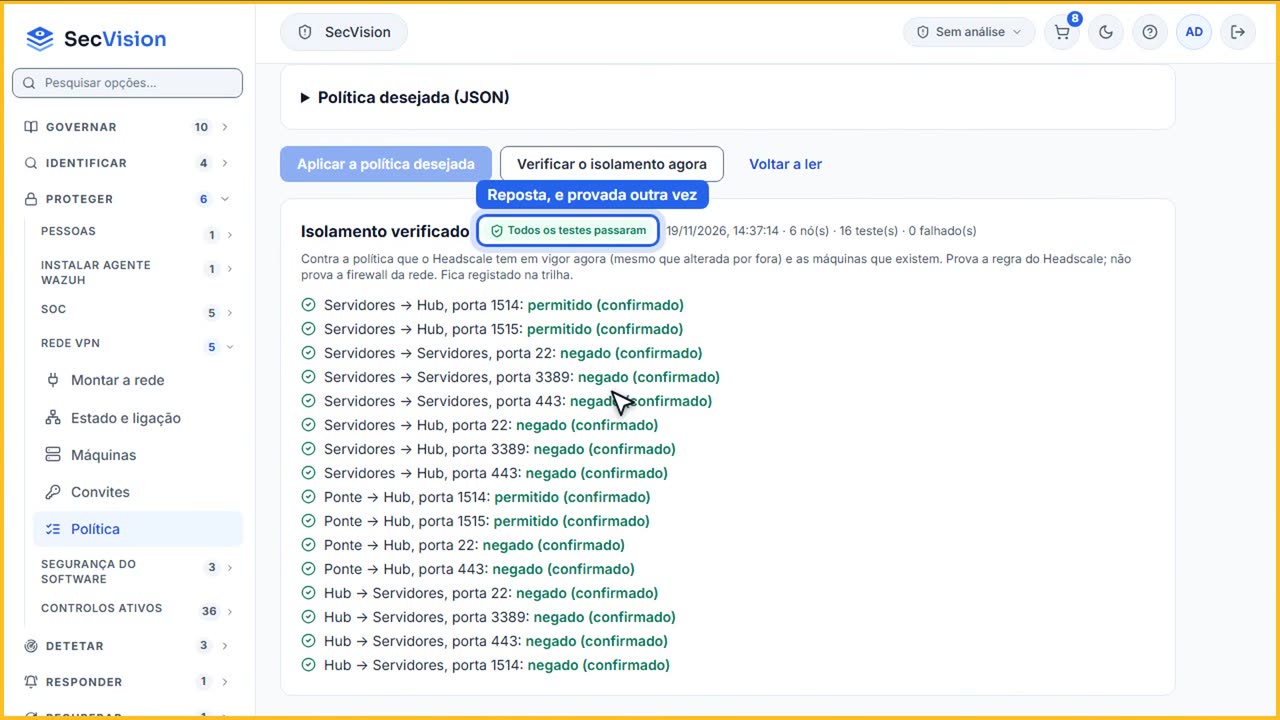 SecVision
SecVision
Sem análise
8
AD
Pesquisar opções...
GOVERNAR 10
IDENTIFICAR 4
PROTEGER 6
PESSOAS 1
INSTALAR AGENTE
WAZUH 1
SOC 5
REDE VPN 5
Montar a rede
Estado e ligação
Máquinas
Convites
Política
SEGURANÇA DO
SOFTWARE 3
CONTROLOS ATIVOS 36
DETETAR 3
RESPONDER 1
RECUPERAR 1
Política desejada (JSON)
Aplicar a política desejada
Verificar o isolamento agora
Voltar a ler
Reposta, e provada outra vez
Isolamento verificado
Todos os testes passaram
19/11/2026, 14:37:14 · 6 nó(s) · 16 teste(s) · 0 falhado(s)
Contra a política que o Headscale tem em vigor agora (mesmo que alterada por fora) e as máquinas que existem. Prova a regra do Headscale; não
prova a firewall da rede. Fica registado na trilha.
Servidores → Hub, porta 1514: permitido (confirmado)
Servidores → Hub, porta 1515: permitido (confirmado)
Servidores → Servidores, porta 22: negado (confirmado)
Servidores → Servidores, porta 3389: negado (confirmado)
Servidores → Servidores, porta 443: negado (confirmado)
Servidores → Hub, porta 22: negado (confirmado)
Servidores → Hub, porta 3389: negado (confirmado)
Servidores → Hub, porta 443: negado (confirmado)
Ponte → Hub, porta 1514: permitido (confirmado)
Ponte → Hub, porta 1515: permitido (confirmado)
Ponte → Hub, porta 22: negado (confirmado)
Ponte → Hub, porta 443: negado (confirmado)
Hub → Servidores, porta 22: negado (confirmado)
Hub → Servidores, porta 3389: negado (confirmado)
Hub → Servidores, porta 443: negado (confirmado)
Hub → Servidores, porta 1514: negado (confirmado)